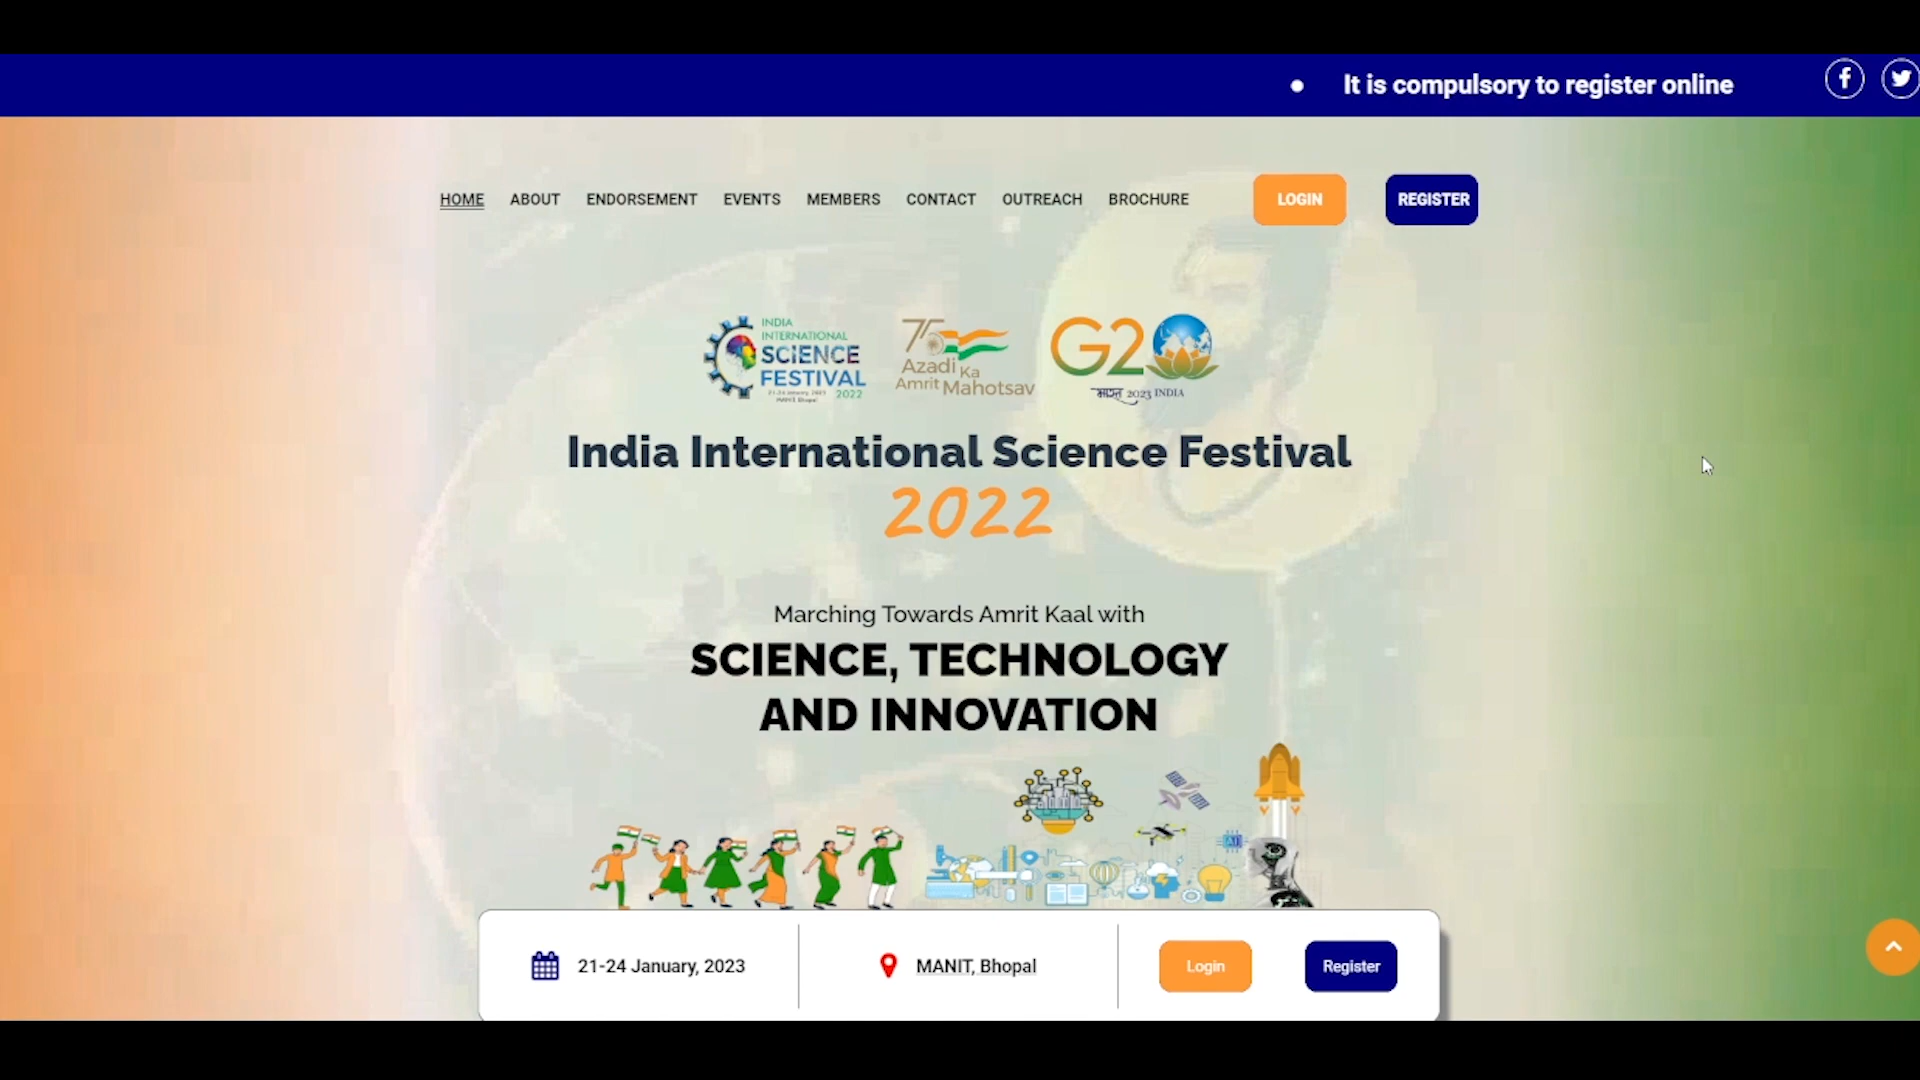 It is compulsory to register online
HOME ABOUT ENDORSEMENT EVENTS MEMBERS CONTACT OUTREACH BROCHURE LOGIN REGISTER
INDIA
INTERNATIONAL
SCIENCE
FESTIVAL
2022
75
Azadi Ka
Amrit Mahotsav
G20
भारत 2023 INDIA
India International Science Festival
2022
Marching Towards Amrit Kaal with
SCIENCE, TECHNOLOGY
AND INNOVATION
AI
21-24 January, 2023 MANIT, Bhopal Login Register